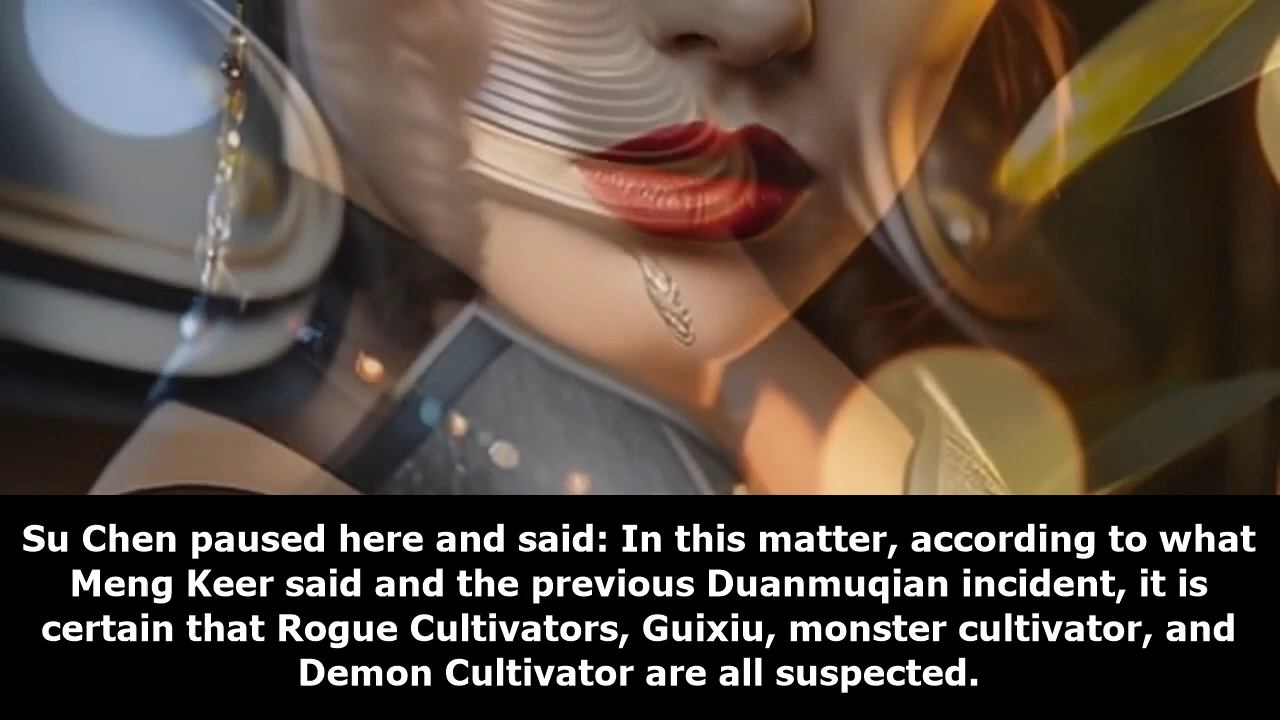 Su Chen paused here and said: In this matter, according to what
Meng Keer said and the previous Duanmuqian incident, it is
certain that Rogue Cultivators, Guixiu, monster cultivator, and
Demon Cultivator are all suspected.